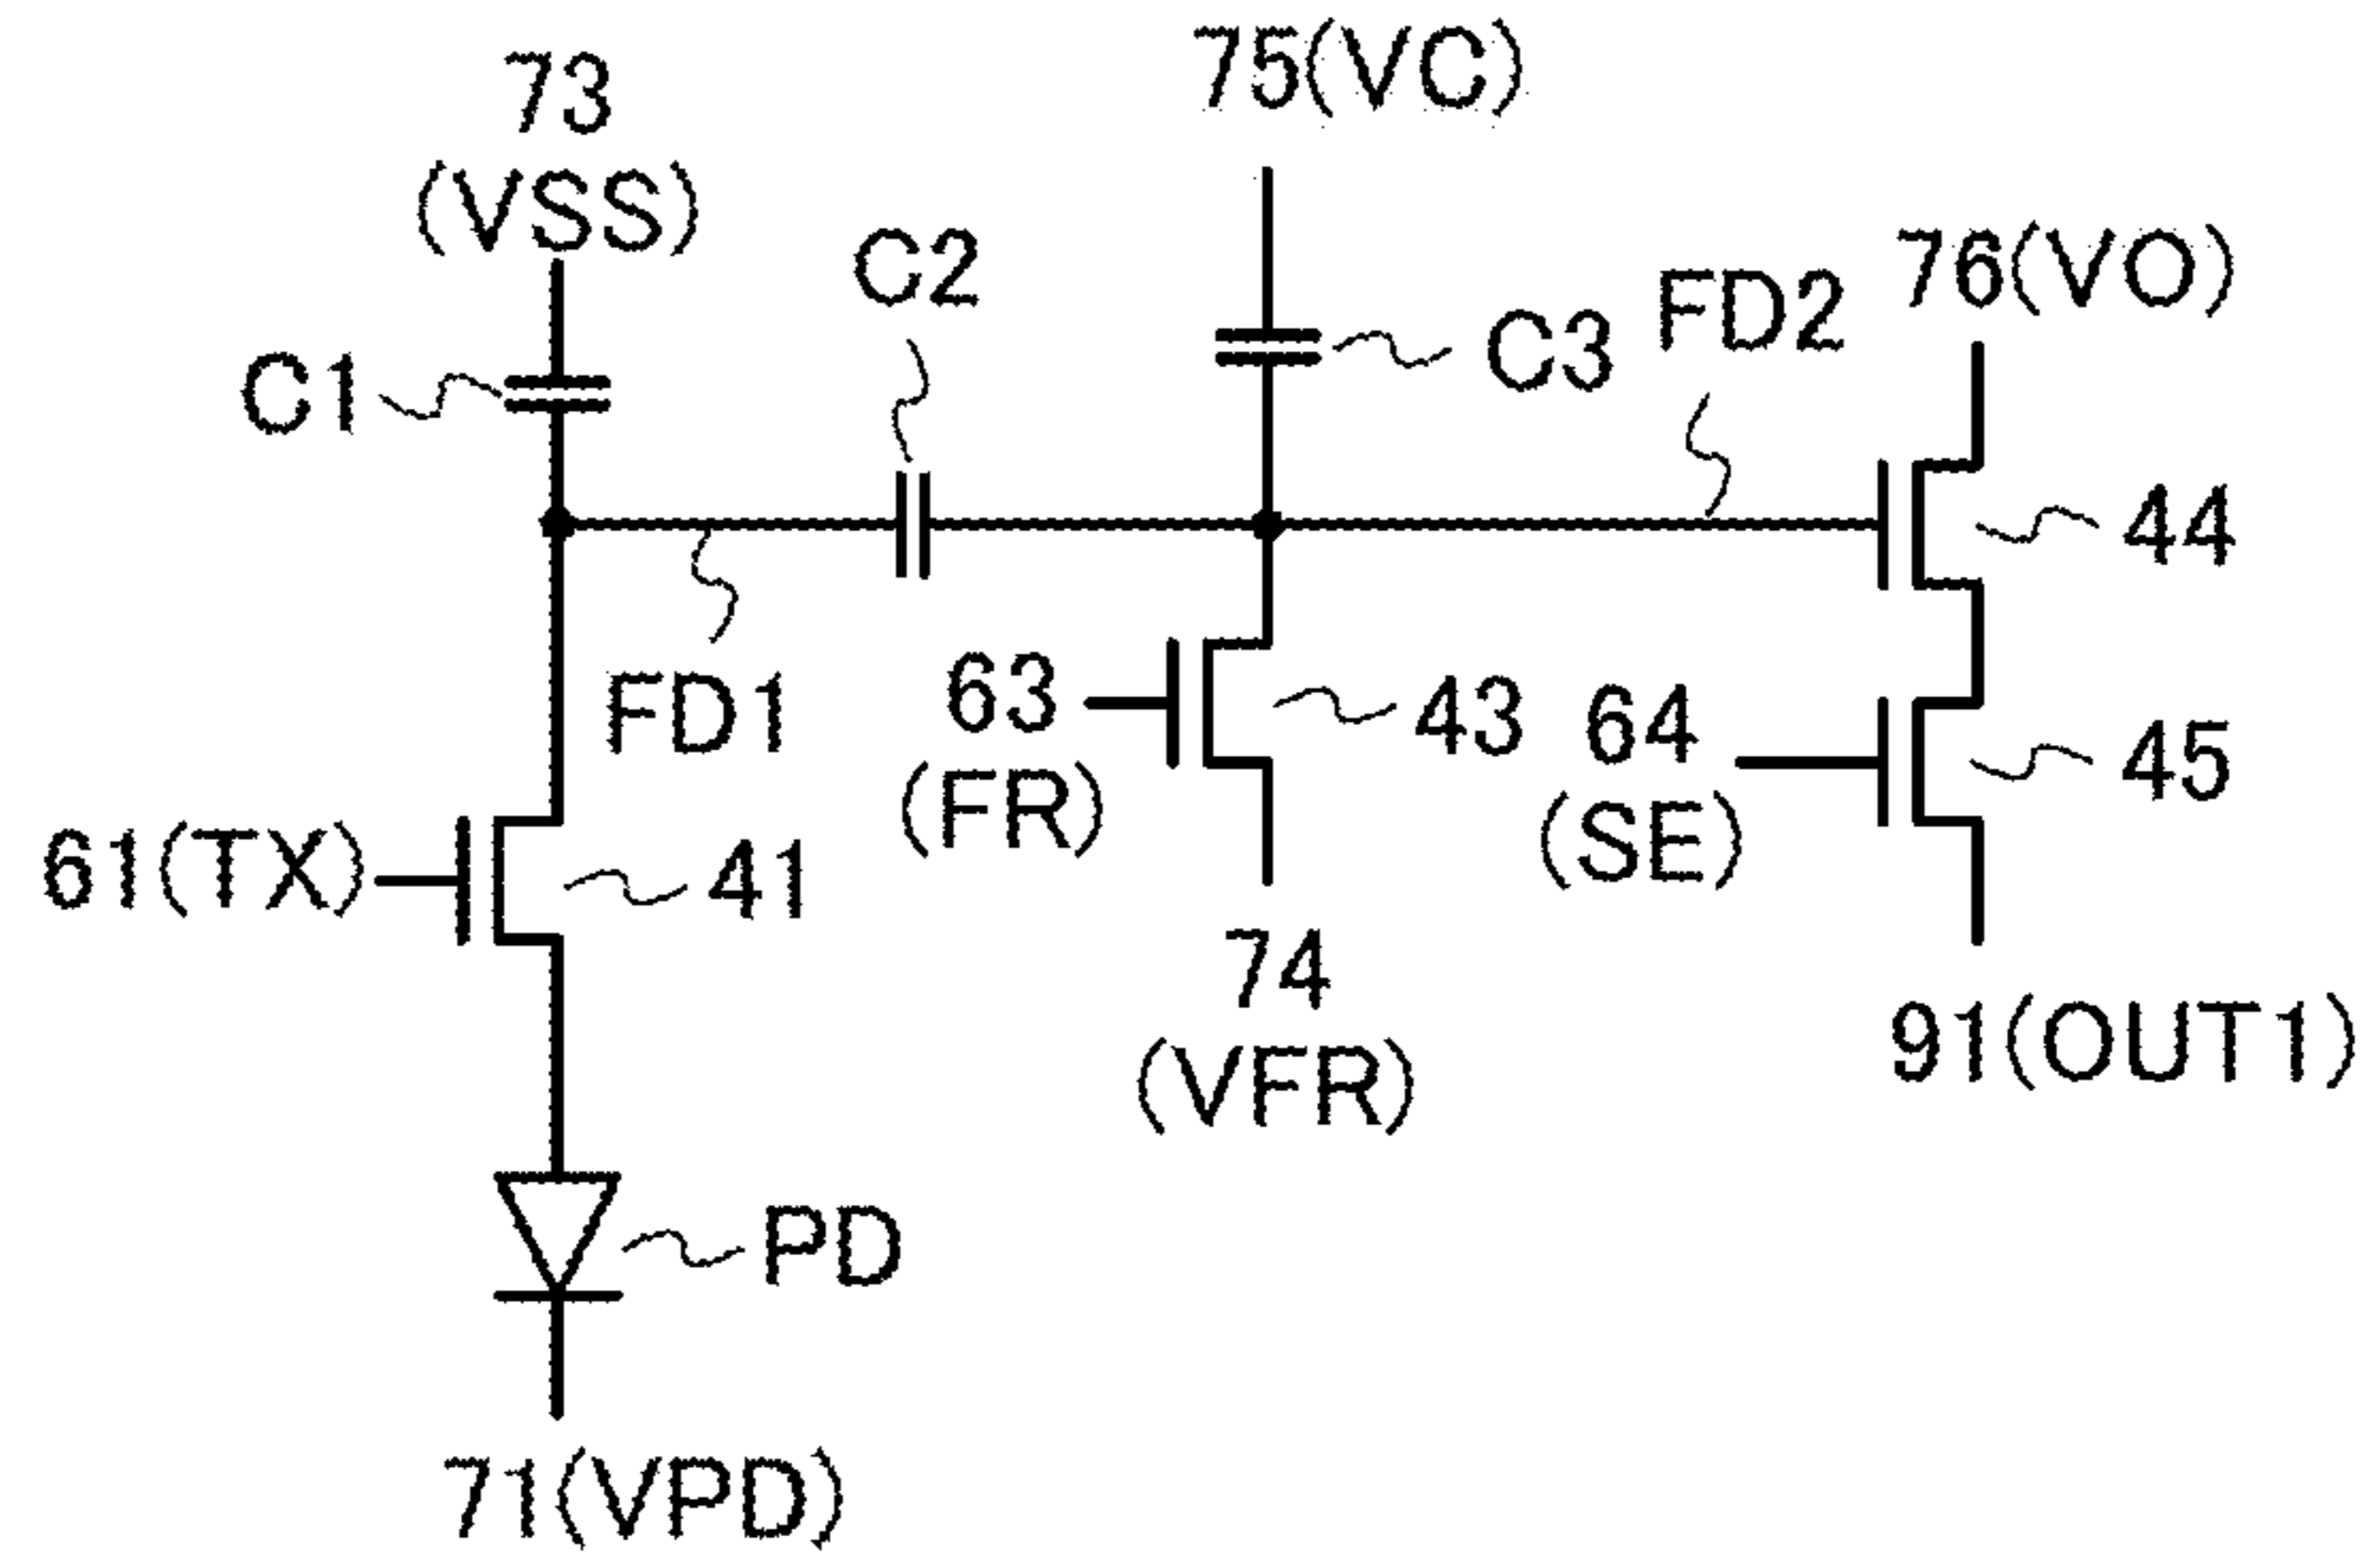 73
(VSS)
75(VC)
C2
76(VO)
FD2
C3
C1
44
FD1
63
(FR)
43
64
(SE)
45
61(TX)
41
74
(VFR)
91(OUT1)
PD
71(VPD)